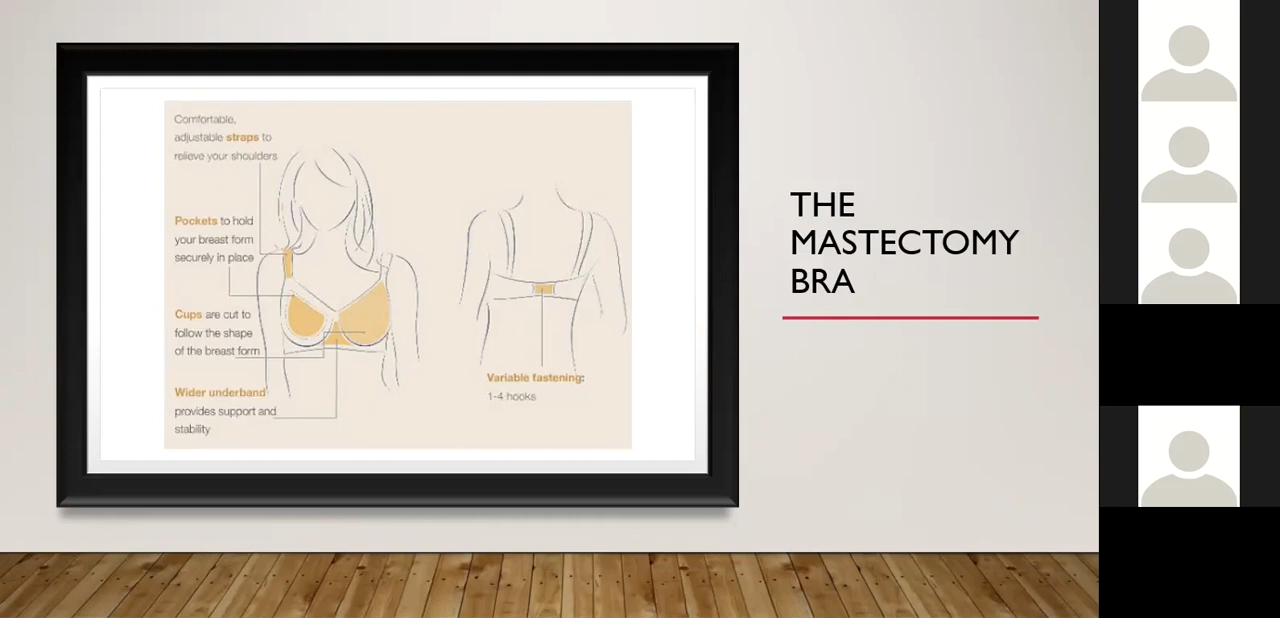 Comfortable,
adjustable straps to
relieve your shoulders
Pockets to hold
your breast form
securely in place
Cups are cut to
follow the shape
of the breast form
Wider underband
provides support and
stability
Variable fastening:
1-4 hooks
THE
MASTECTOMY
BRA